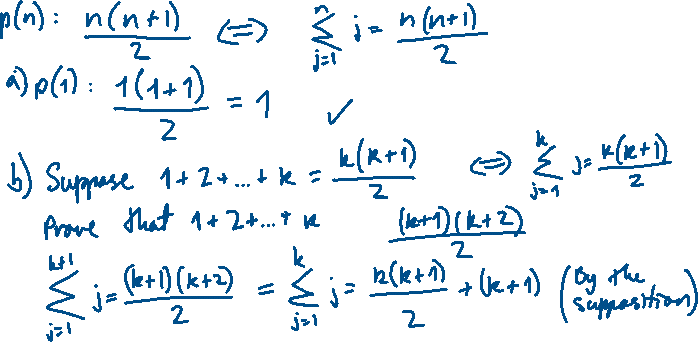 p(n): n(n+1)/2 <=> ∑_{j=1}^{n} j = n(n+1)/2
a) p(1): 1(1+1)/2 = 1 ✓
b) Suppose 1+2+...+k = k(k+1)/2 <=> ∑_{j=1}^{k} j = k(k+1)/2
Prove that 1+2+...+k (k+1)(k+2)/2
∑_{j=1}^{k+1} j = (k+1)(k+2)/2 = ∑_{j=1}^{k} j = k(k+1)/2 + (k+1) (By the supposition)